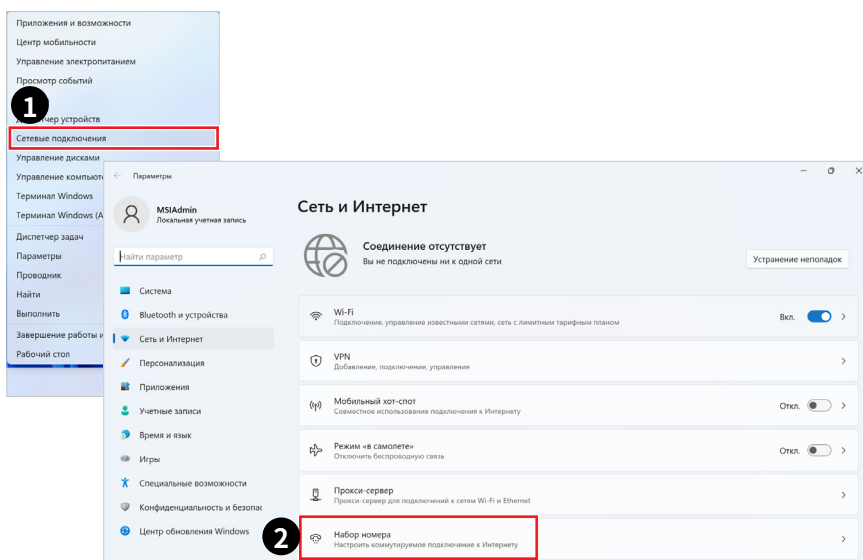 Приложения и возможности
Центр мобильности
Управление электропитанием
Просмотр событий
1
устройств
Сетевые подключения
Управление дисками
Управление
Терминал Windows
Терминал Windows
Диспетчер задач
Параметры
Проводник
Найти
Выполнить
Завершение работы и
Рабочий стол
Параметры
MSIAdmin
Локальная учетная запись
Найти параметр
Система
Bluetooth и устройства
Сеть и Интернет
Персонализация
Приложения
Учетные записи
Время и язык
Игры
Специальные возможности
Конфиденциальность и безопас
Центр обновления Windows
Сеть и Интернет
Соединение отсутствует
Вы не подключены ни к одной сети
Устранение неполадок
Wi-Fi
Подключение, управление известными сетями, сеть с лимитным тарифным планом
Вкл.
VPN
Добавление, подключение, управление
Мобильный хот-спот
Совместное использование подключения к Интернету
Откл.
Режим «в самолете»
Отключить беспроводную связь
Откл.
Прокси-сервер
Прокси-сервер для подключений к сетям Wi-Fi и Ethernet
2
Набор номера
Настроить коммутируемое подключение к Интернету